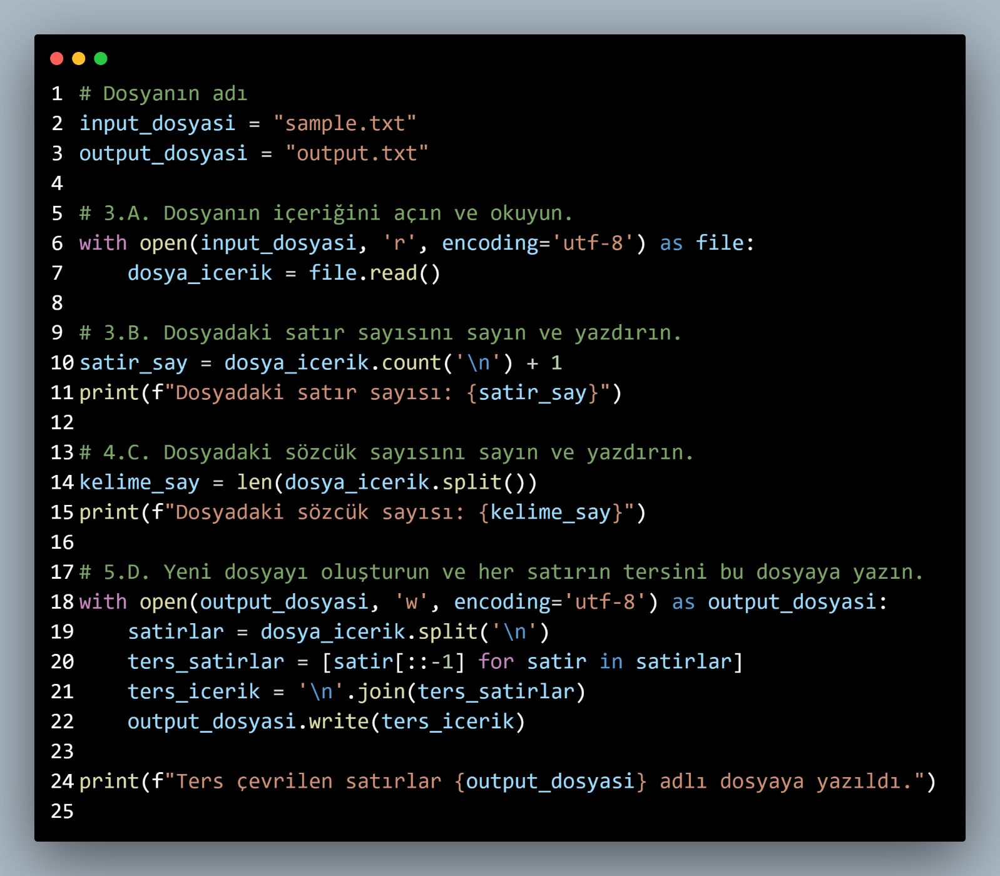 1 # Dosyanın adı
2 input_dosyasi = "sample.txt"
3 output_dosyasi = "output.txt"
4
5 # 3.A. Dosyanın içeriğini açın ve okuyun.
6 with open(input_dosyasi, 'r', encoding='utf-8') as file:
7     dosya_icerik = file.read()
8
9 # 3.B. Dosyadaki satır sayısını sayın ve yazdırın.
10 satir_say = dosya_icerik.count('\n') + 1
11 print(f"Dosyadaki satır sayısı: {satir_say}")
12
13 # 4.C. Dosyadaki sözcük sayısını sayın ve yazdırın.
14 kelime_say = len(dosya_icerik.split())
15 print(f"Dosyadaki sözcük sayısı: {kelime_say}")
16
17 # 5.D. Yeni dosyayı oluşturun ve her satırın tersini bu dosyaya yazın.
18 with open(output_dosyasi, 'w', encoding='utf-8') as output_dosyasi:
19     satirlar = dosya_icerik.split('\n')
20     ters_satirlar = [satir[::-1] for satir in satirlar]
21     ters_icerik = '\n'.join(ters_satirlar)
22     output_dosyasi.write(ters_icerik)
23
24 print(f"Ters çevrilen satırlar {output_dosyasi} adlı dosyaya yazıldı.")
25